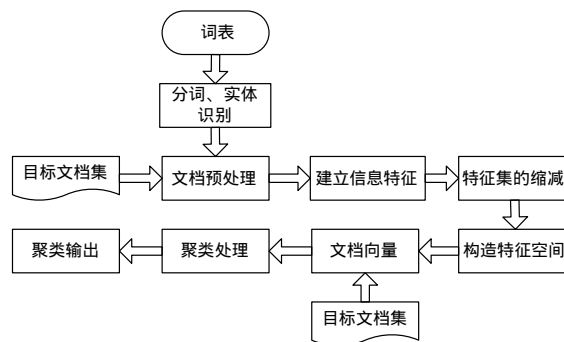 词表
分词、实体
识别
目标文档集
文档预处理
建立信息特征
特征集的缩减
聚类输出
聚类处理
文档向量
构造特征空间
目标文档集